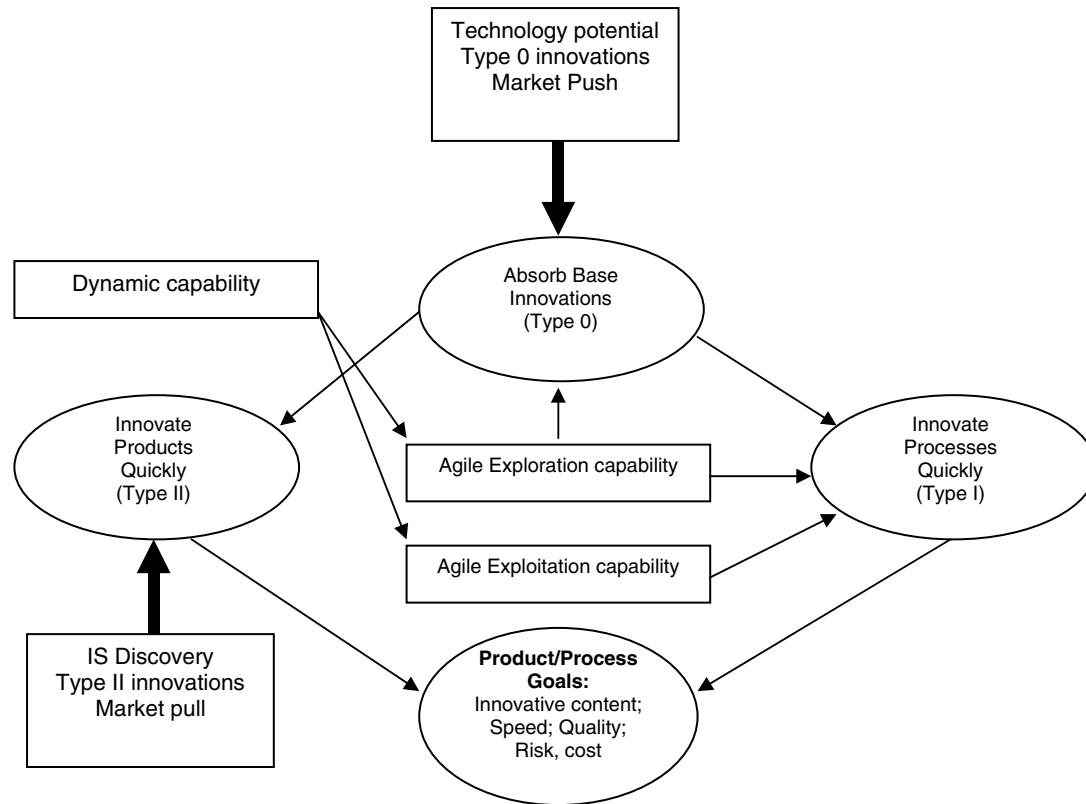 Technology potential
Type 0 innovations
Market Push
Dynamic capability
Absorb Base
Innovations
(Type 0)
Innovate
Products
Quickly
(Type II)
Agile Exploration capability
Innovate
Processes
Quickly
(Type I)
Agile Exploitation capability
IS Discovery
Type II innovations
Market pull
Product/Process
Goals:
Innovative content;
Speed; Quality;
Risk, cost